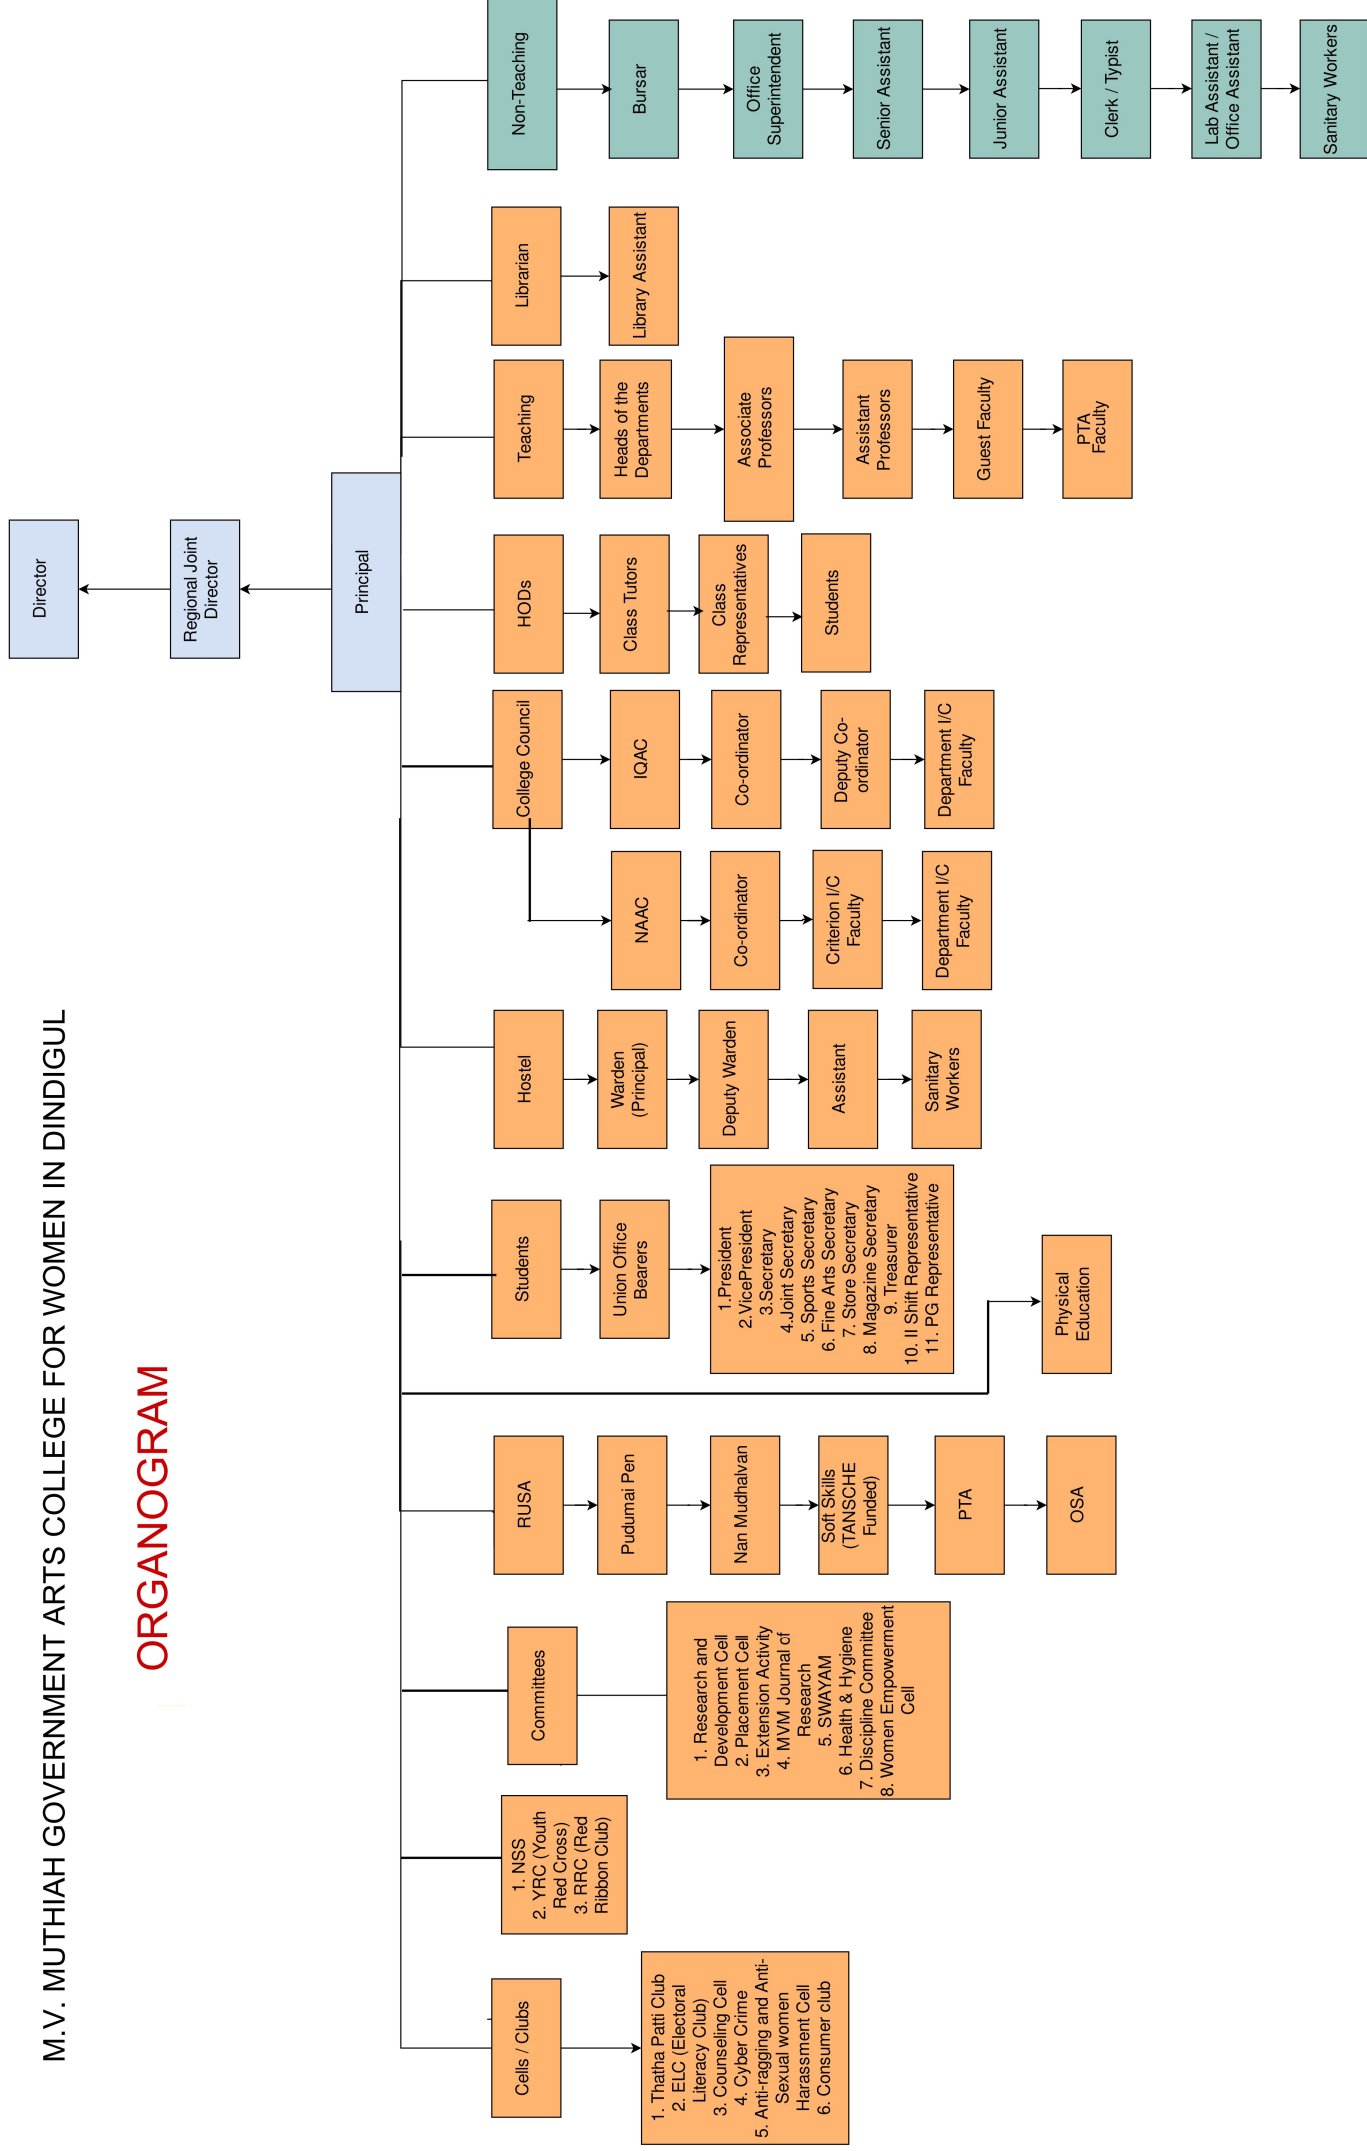 M.V. MUTHIAH GOVERNMENT ARTS COLLEGE FOR WOMEN IN DINDIGUL
ORGANOGRAM
Director
Regional Joint
Director
Principal
Cells / Clubs
1. Thatha Patti Club
2. ELC (Electoral
Literacy Club)
3. Counseling Cell
4. Cyber Crime
5. Anti-ragging and Anti-
Sexual women
Harassment Cell
6. Consumer club
1. NSS
2. YRC (Youth
Red Cross)
3. RRC (Red
Ribbon Club)
Committees
1. Research and
Development Cell
2. Placement Cell
3. Extension Activity
4. MVM Journal of
Research
5. SWAYAM
6. Health & Hygiene
7. Discipline Committee
8. Women Empowerment
Cell
RUSA
Pudumai Pen
Nan Mudhalvan
Soft Skills
(TANSCHE
Funded)
PTA
OSA
Physical
Education
Students
Union Office
Bearers
1.President
2.VicePresident
3.Secretary
4.Joint Secretary
5. Sports Secretary
6. Fine Arts Secretary
7. Store Secretary
8. Magazine Secretary
9. Treasurer
10. II Shift Representative
11. PG Representative
Hostel
Warden
(Principal)
Deputy Warden
Assistant
Sanitary
Workers
College Council
NAAC
Co-ordinator
Criterion I/C
Faculty
Department I/C
Faculty
IQAC
Co-ordinator
Deputy Co-
ordinator
Department I/C
Faculty
HODs
Class Tutors
Class
Representatives
Students
Teaching
Heads of the
Departments
Associate
Professors
Assistant
Professors
Guest Faculty
PTA
Faculty
Librarian
Library Assistant
Non-Teaching
Bursar
Office
Superintendent
Senior Assistant
Junior Assistant
Clerk / Typist
Lab Assistant /
Office Assistant
Sanitary Workers